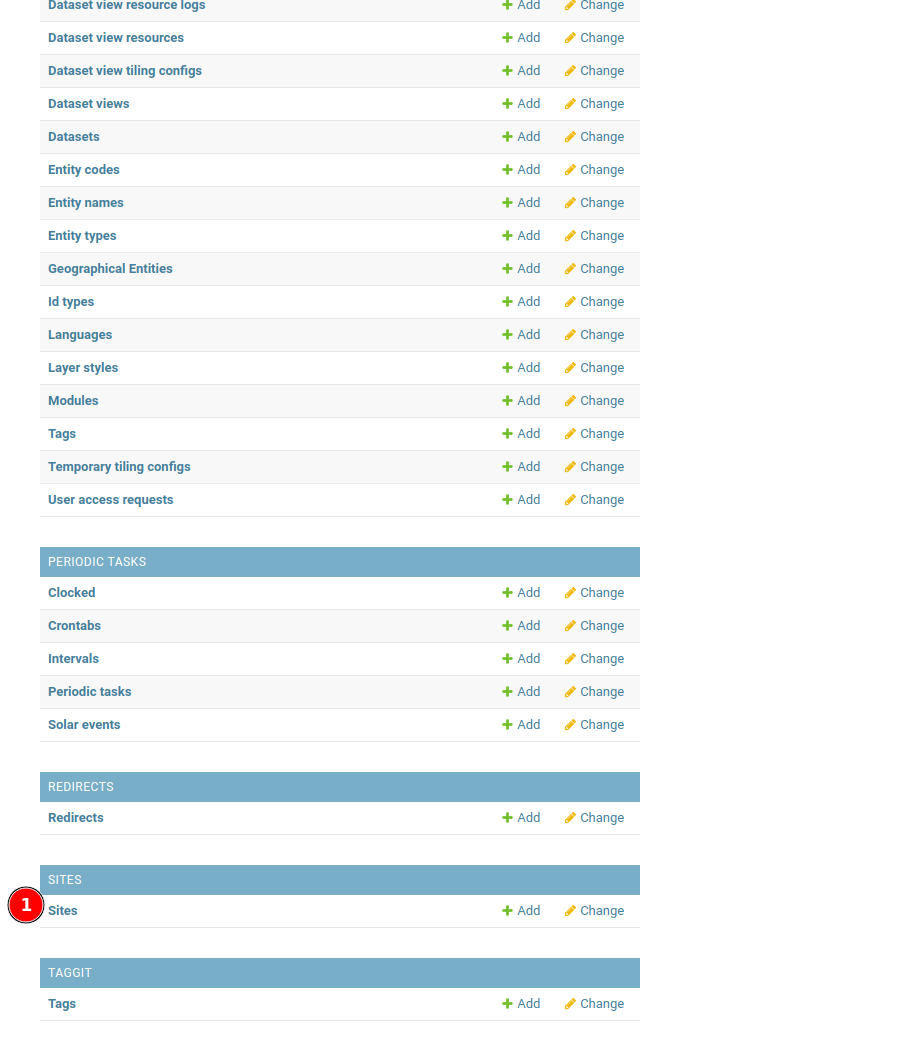 Dataset view resource logs Add Change
Dataset view resources Add Change
Dataset view tiling configs Add Change
Dataset views Add Change
Datasets Add Change
Entity codes Add Change
Entity names Add Change
Entity types Add Change
Geographical Entities Add Change
Id types Add Change
Languages Add Change
Layer styles Add Change
Modules Add Change
Tags Add Change
Temporary tiling configs Add Change
User access requests Add Change
PERIODIC TASKS
Clocked Add Change
Crontabs Add Change
Intervals Add Change
Periodic tasks Add Change
Solar events Add Change
REDIRECTS
Redirects Add Change
SITES
1 Sites Add Change
TAGGIT
Tags Add Change